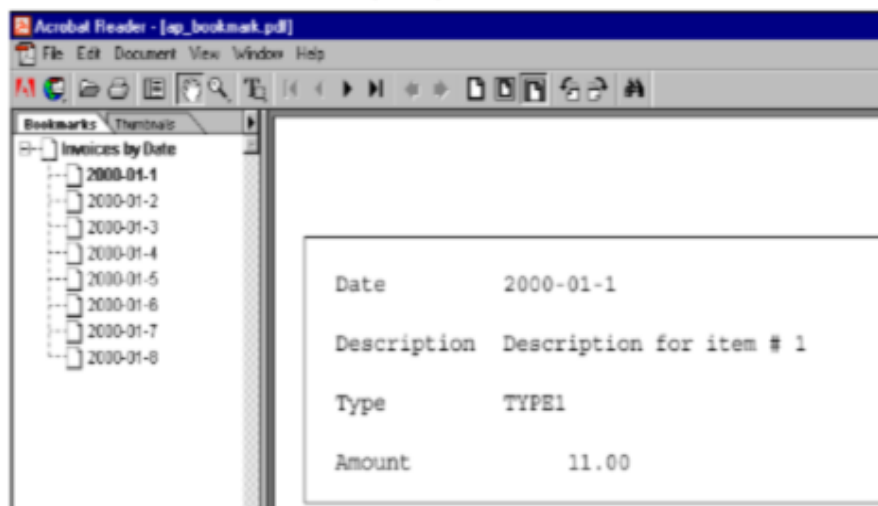 Acrobat Reader - [ap_bookmark.pdf]
File Edit Document View Window Help
Bookmarks Thumbnails
Invoices by Date
2000-01-1
2000-01-2
2000-01-3
2000-01-4
2000-01-5
2000-01-6
2000-01-7
2000-01-8
Date 2000-01-1
Description Description for item # 1
Type TYPE1
Amount 11.00